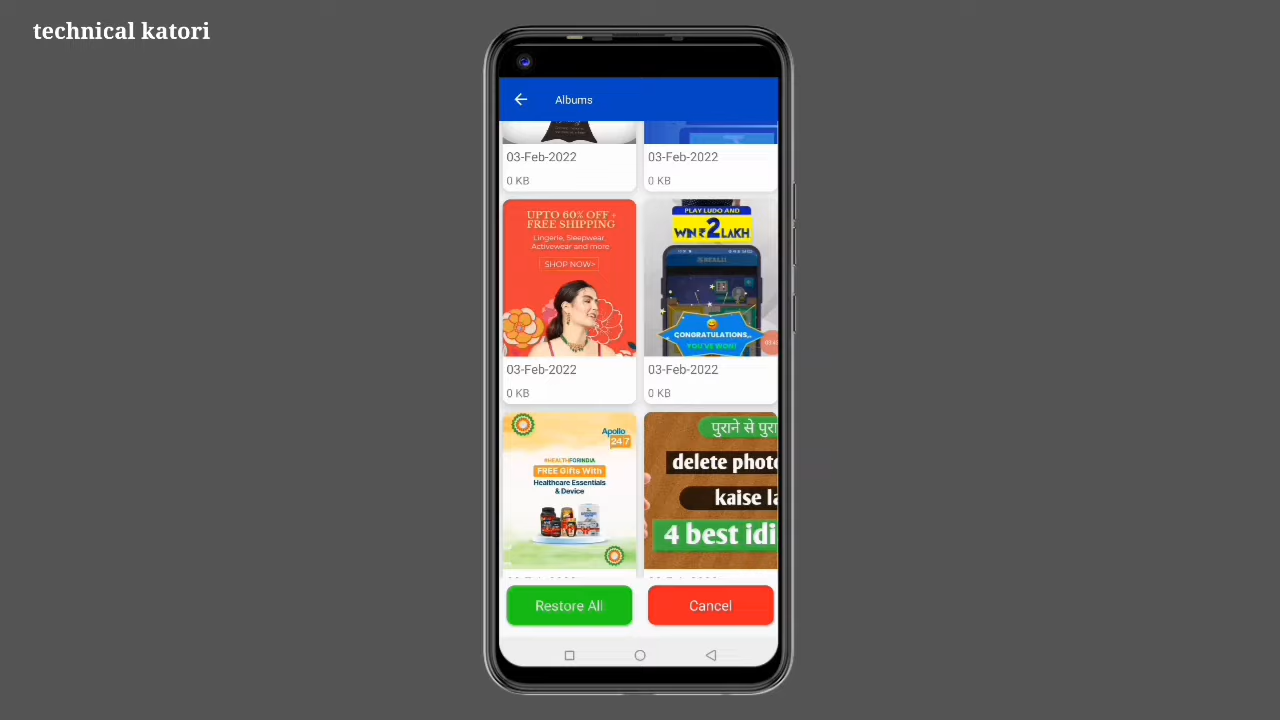 technical katori
Albums
03-Feb-2022
03-Feb-2022
0 KB
0 KB
UPTO 60% OFF +
FREE SHIPPING
Lingerie, Sleepwear,
Activewear and more
SHOP NOW>
PLAY LUDO AND
WIN ₹2 LAKH
CONGRATULATIONS...
YOU'VE WON!
03-Feb-2022
03-Feb-2022
0 KB
0 KB
Apollo
24|7
#HEALTHFORINDIA
FREE Gifts With
Healthcare Essentials
& Device
पुराने से पुरा
delete photo
kaise la
4 best idi
Restore All
Cancel